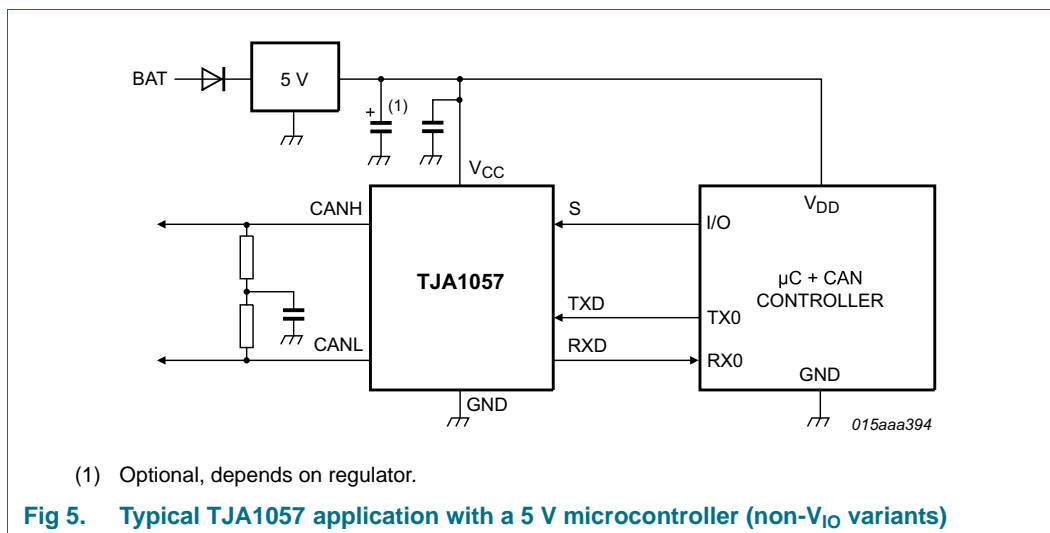 BAT
5 V
+
(1)
VCC
VDD
CANH
S
I/O
TJA1057
µC + CAN
CONTROLLER
TXD
TX0
CANL
RXD
RX0
GND
GND
015aaa394
(1) Optional, depends on regulator.
Fig 5. Typical TJA1057 application with a 5 V microcontroller (non-VIO variants)